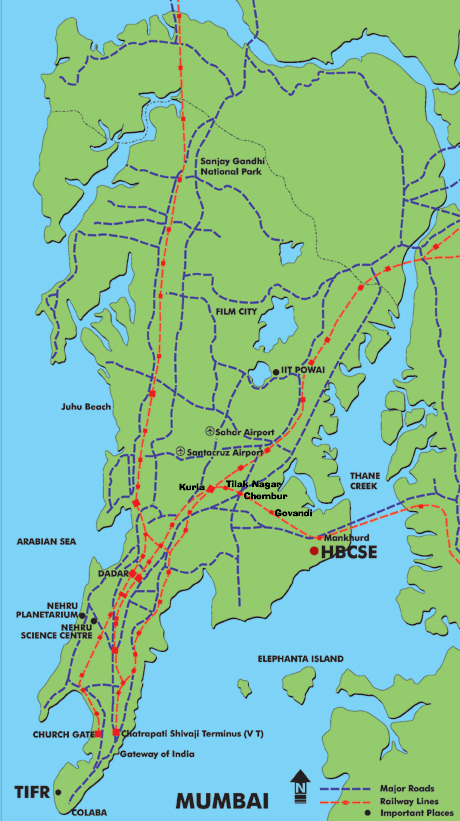 Sanjay Gandhi
National Park
FILM CITY
IIT POWAI
Juhu Beach
Sahar Airport
Santacruz Airport
Kurla
Tilak Nagar
Chembur
THANE
CREEK
Govandi
ARABIAN SEA
Mankhurd
HBCSE
DADAR
NEHRU
PLANETARIUM
NEHRU
SCIENCE CENTRE
ELEPHANTA ISLAND
CHURCH GATE
Chatrapati Shivaji Terminus (V T)
Gateway of India
TIFR
COLABA
MUMBAI
N
Major Roads
Railway Lines
Important Places